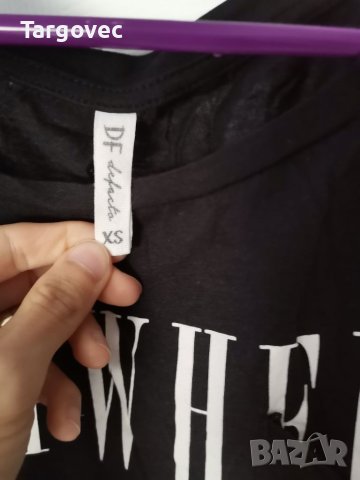 Targovec
DF defacto
XS
WHE
BAZAR